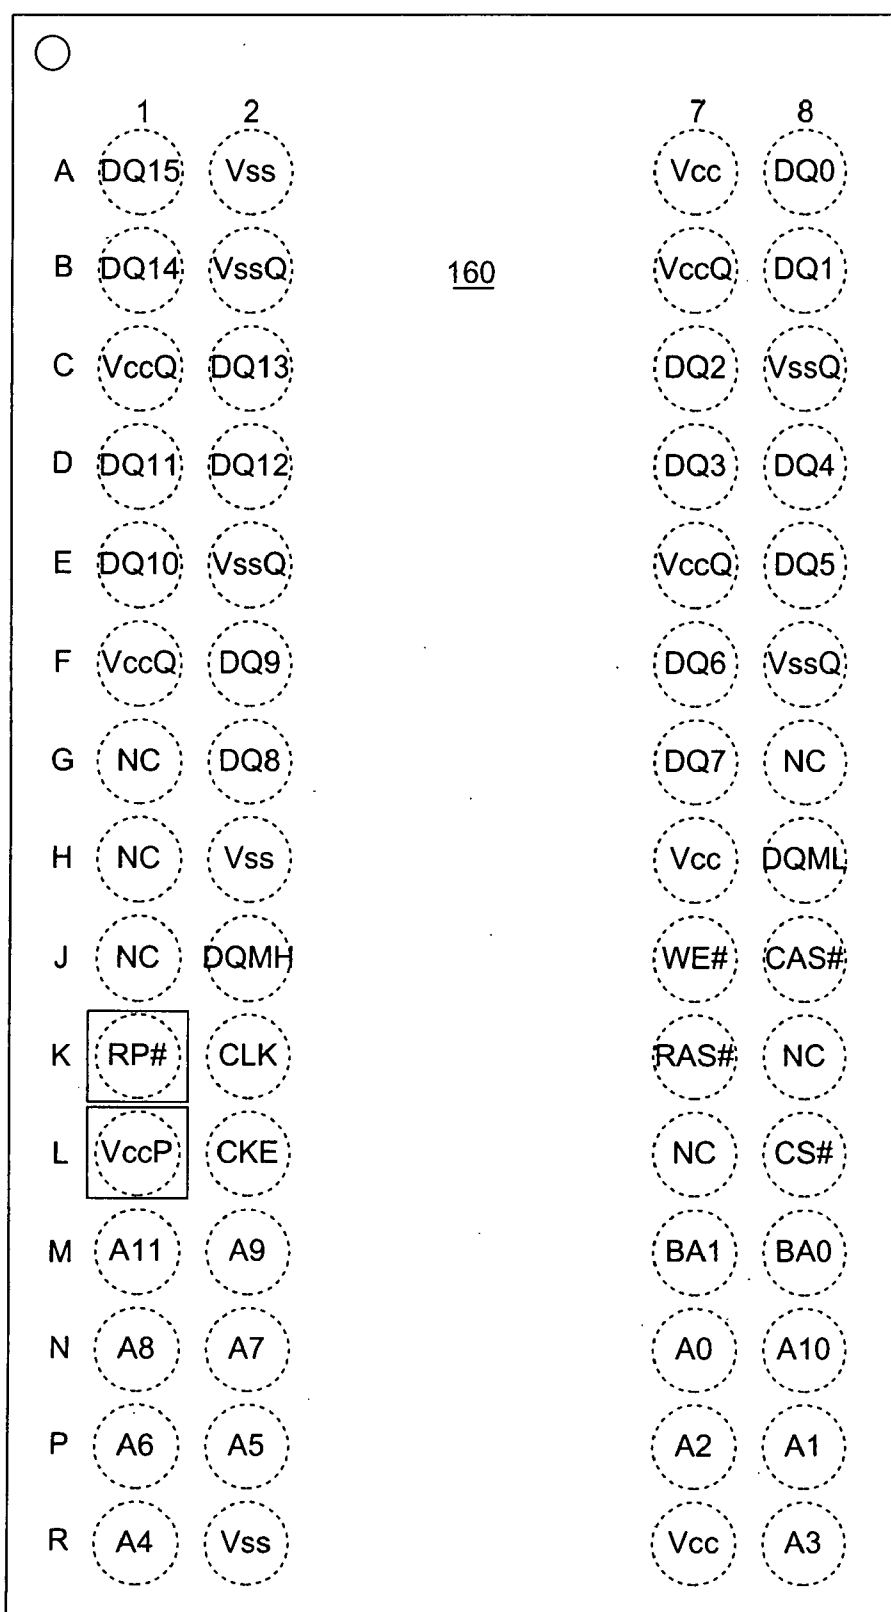 1 2 7 8
A DQ15 Vss Vcc DQ0
B DQ14 VssQ 160 VccQ DQ1
C VccQ DQ13 DQ2 VssQ
D DQ11 DQ12 DQ3 DQ4
E DQ10 VssQ VccQ DQ5
F VccQ DQ9 DQ6 VssQ
G NC DQ8 DQ7 NC
H NC Vss Vcc DQML
J NC DQMH WE# CAS#
K RP# CLK RAS# NC
L VccP CKE NC CS#
M A11 A9 BA1 BA0
N A8 A7 A0 A10
P A6 A5 A2 A1
R A4 Vss Vcc A3